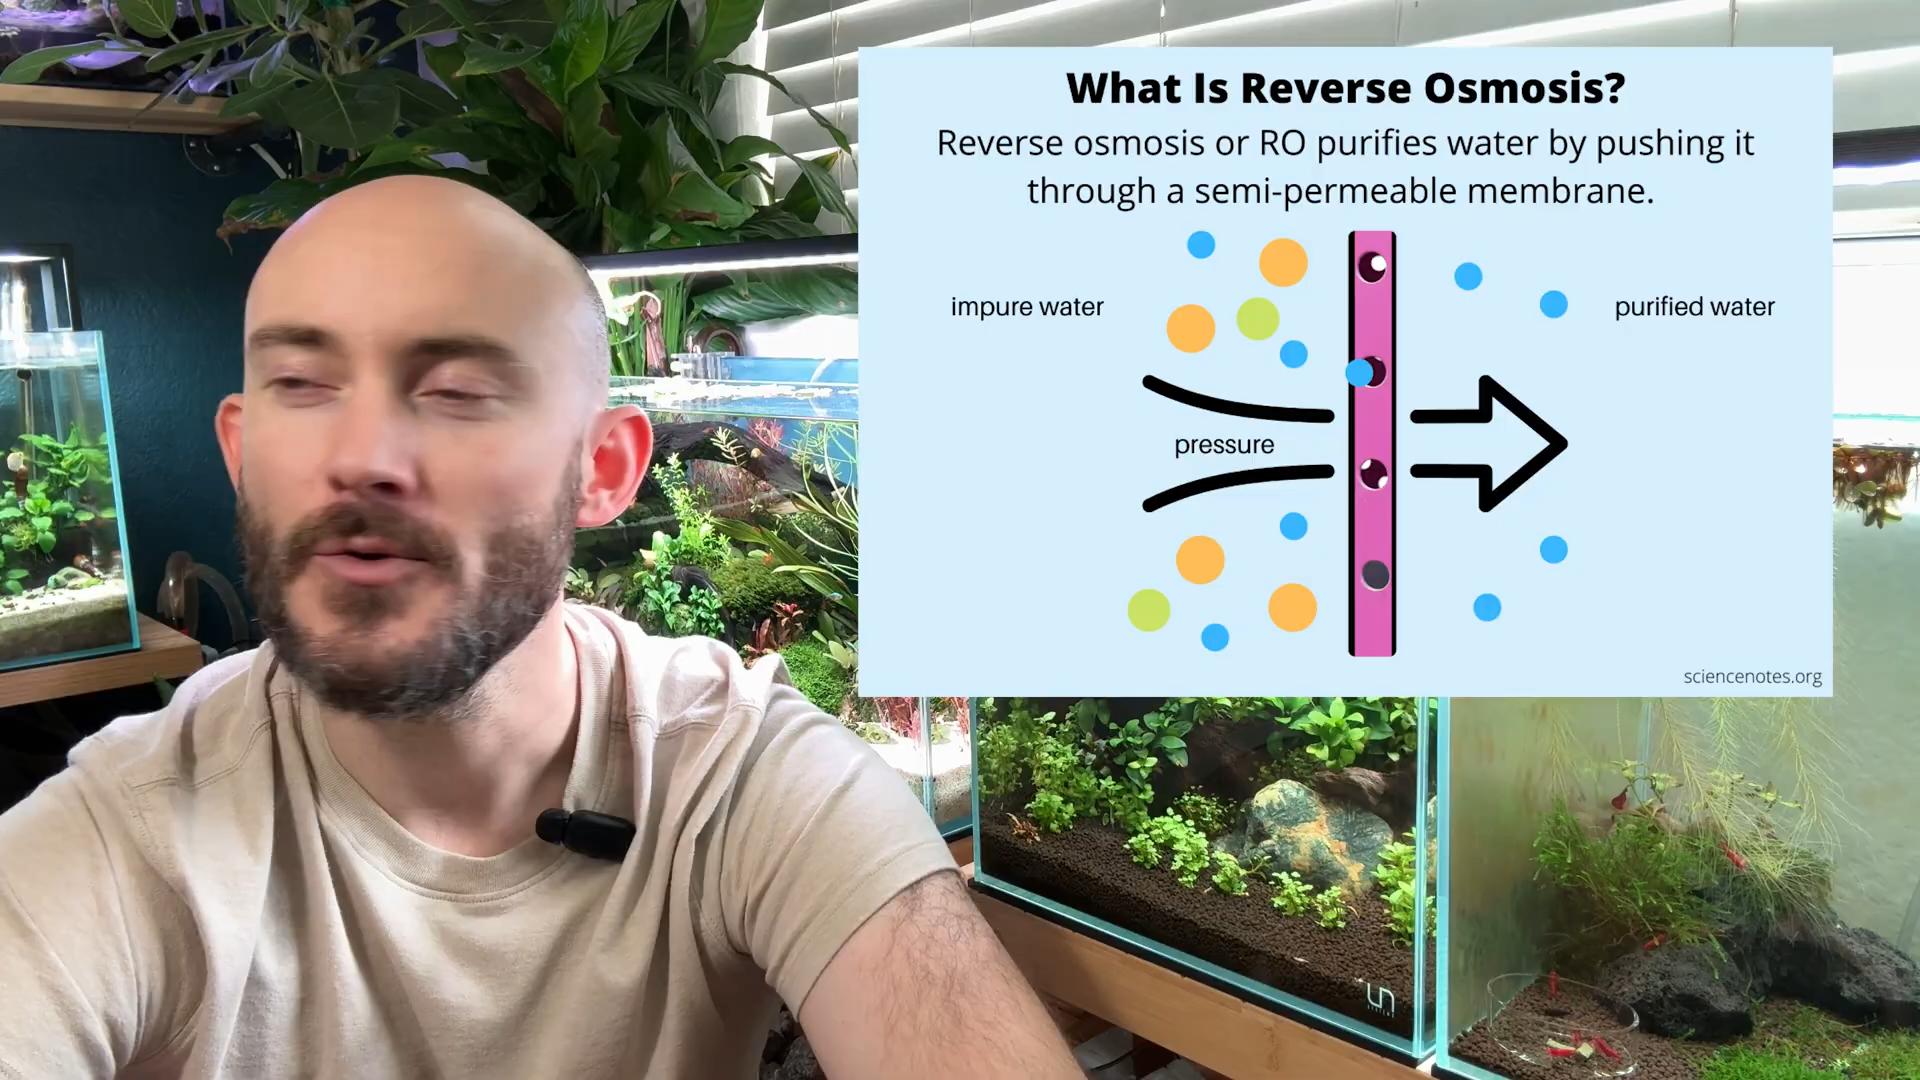 What Is Reverse Osmosis?
Reverse osmosis or RO purifies water by pushing it
through a semi-permeable membrane.
impure water
purified water
pressure
sciencenotes.org